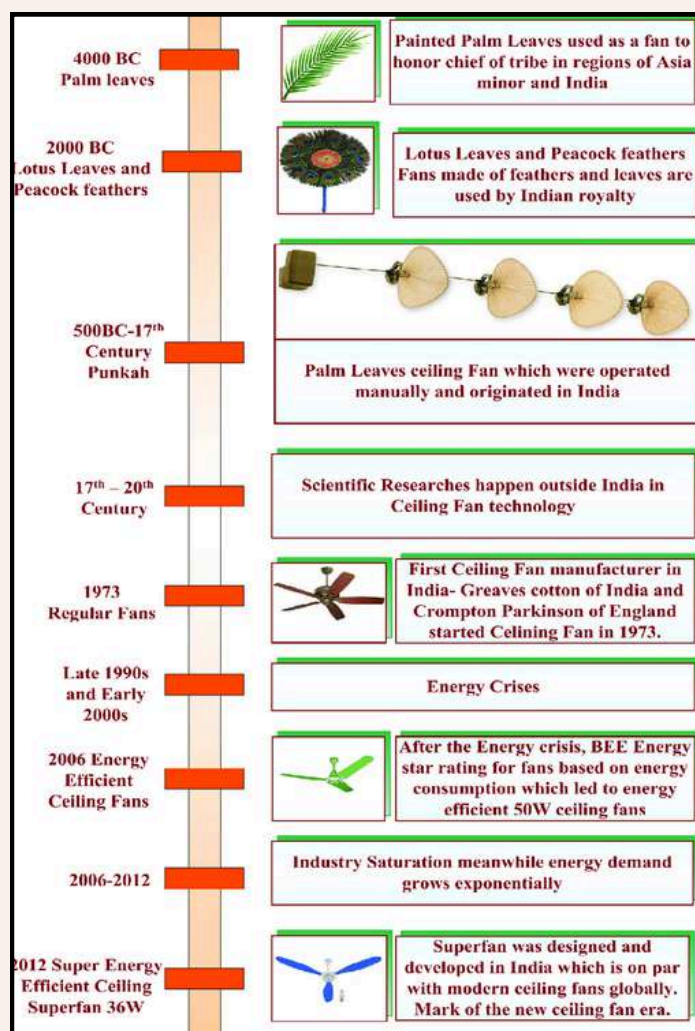 4000 BC
Palm leaves
Painted Palm Leaves used as a fan to
honor chief of tribe in regions of Asia
minor and India
2000 BC
Lotus Leaves and
Peacock feathers
Lotus Leaves and Peacock feathers
Fans made of feathers and leaves are
used by Indian royalty
500BC-17th
Century
Punkah
Palm Leaves ceiling Fan which were operated
manually and originated in India
17th – 20th
Century
Scientific Researches happen outside India in
Ceiling Fan technology
1973
Regular Fans
First Ceiling Fan manufacturer in
India- Greaves cotton of India and
Crompton Parkinson of England
started Celining Fan in 1973.
Late 1990s
and Early
2000s
Energy Crises
2006 Energy
Efficient
Ceiling Fans
After the Energy crisis, BEE Energy
star rating for fans based on energy
consumption which led to energy
efficient 50W ceiling fans
2006-2012
Industry Saturation meanwhile energy demand
grows exponentially
2012 Super Energy
Efficient Ceiling
Superfan 36W
Superfan was designed and
developed in India which is on par
with modern ceiling fans globally.
Mark of the new ceiling fan era.